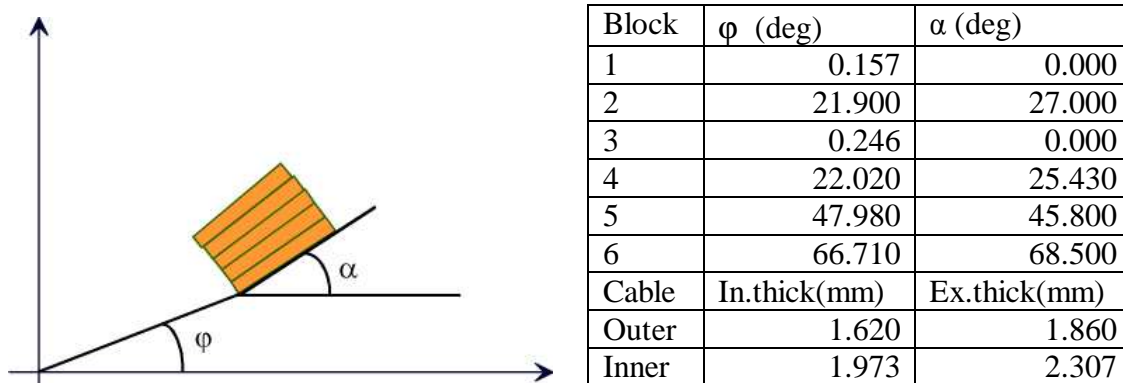 α
φ
Block φ (deg) α (deg)
1 0.157 0.000
2 21.900 27.000
3 0.246 0.000
4 22.020 25.430
5 47.980 45.800
6 66.710 68.500
Cable In.thick(mm) Ex.thick(mm)
Outer 1.620 1.860
Inner 1.973 2.307